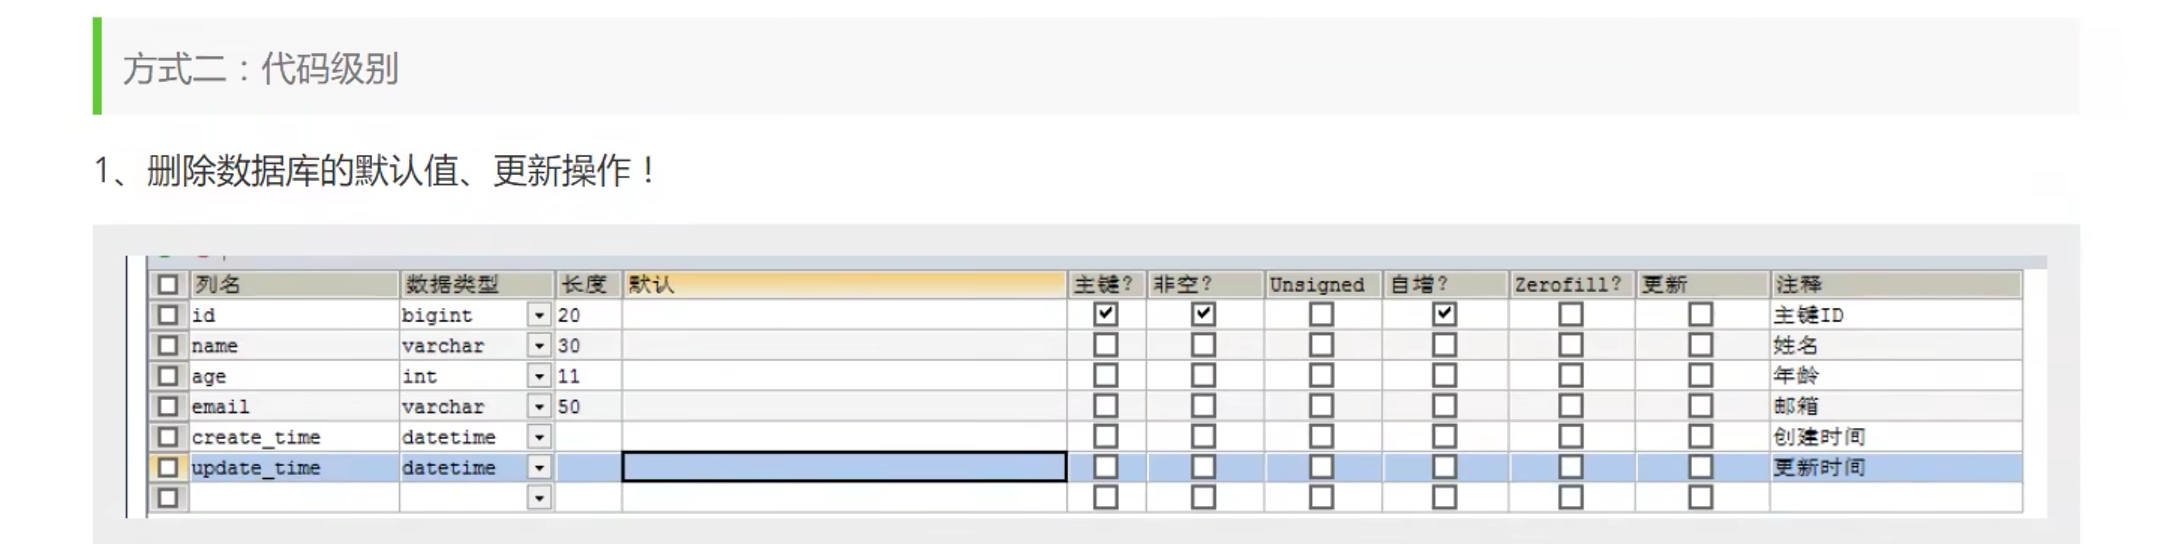 方式二：代码级别
1、删除数据库的默认值、更新操作！
列名 数据类型 长度 默认 主键? 非空? Unsigned 自增? Zerofill? 更新 注释
id bigint 20 主键ID
name varchar 30 姓名
age int 11 年龄
email varchar 50 邮箱
create_time datetime 创建时间
update_time datetime 更新时间